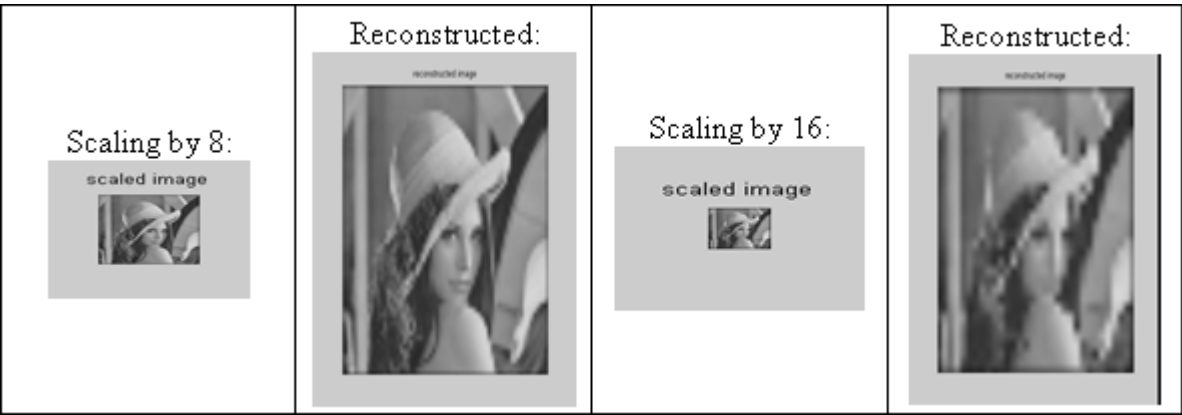 Scaling by 8:
scaled image
Reconstructed:
reconstructed image
Scaling by 16:
scaled image
Reconstructed:
reconstructed image